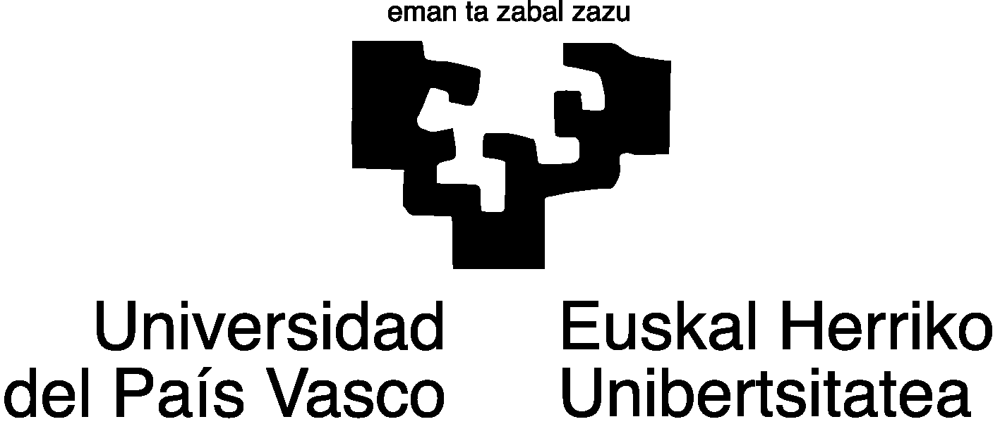 eman ta zabal zazu
Universidad
del País Vasco
Euskal Herriko
Unibertsitatea